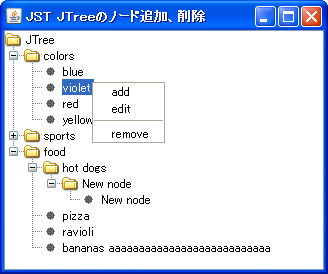 JST JTreeのノード追加、削除
JTree
colors
blue
violet
add
red
edit
yellow
remove
sports
food
hot dogs
New node
New node
pizza
ravioli
bananas aaaaaaaaaaaaaaaaaaaaaaaaaaa